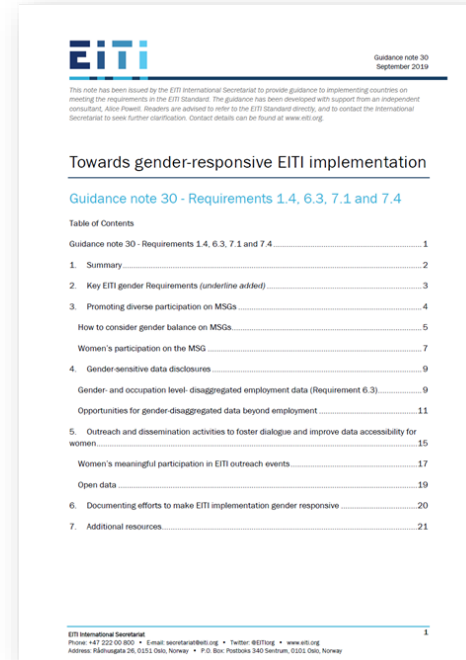 EITI
Guidance note 30
September 2019
This note has been issued by the EITI International Secretariat to provide guidance to implementing countries on
meeting the requirements in the EITI Standard. The guidance has been developed with support from an independent
consultant, Alice Powell. Readers are advised to refer to the EITI Standard directly, and to contact the International
Secretariat to seek further clarification. Contact details can be found at www.eiti.org.
Towards gender-responsive EITI implementation
Guidance note 30 - Requirements 1.4, 6.3, 7.1 and 7.4
Table of Contents
Guidance note 30 - Requirements 1.4, 6.3, 7.1 and 7.4 1
1. Summary 2
2. Key EITI gender Requirements (underline added) 3
3. Promoting diverse participation on MSGs 4
How to consider gender balance on MSGs 5
Women's participation on the MSG 7
4. Gender-sensitive data disclosures 9
Gender- and occupation level- disaggregated employment data (Requirement 6.3) 9
Opportunities for gender-disaggregated data beyond employment 11
5. Outreach and dissemination activities to foster dialogue and improve data accessibility for
women 15
Women's meaningful participation in EITI outreach events 17
Open data 19
6. Documenting efforts to make EITI implementation gender responsive 20
7. Additional resources 21
EITI International Secretariat 1
Phone: +47 222 00 800 • E-mail: secretariat@eiti.org • Twitter: @EITIorg • www.eiti.org
Address: Rådhusgata 26, 0151 Oslo, Norway • P.O. Box: Postboks 340 Sentrum, 0101 Oslo, Norway